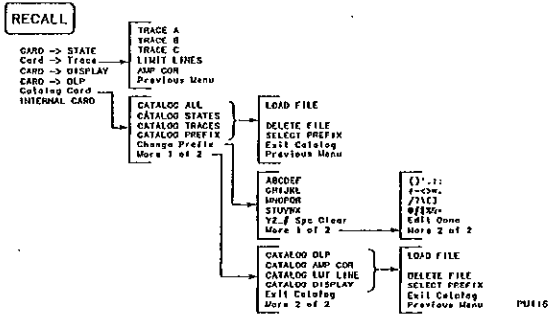 RECALL
CARD -> STATE
Card -> Trace
CARD -> DISPLAY
CARD -> DLP
Catalog Card
INTERNAL CARD
TRACE A
TRACE B
TRACE C
LIMIT LINES
AMP COR
Previous Menu
CATALOG ALL
CATALOG STATES
CATALOG TRACES
CATALOG PREFIX
Change Prefix
More 1 of 2
LOAD FILE
DELETE FILE
SELECT PREFIX
Exit Catalog
Previous Menu
ABCDEF
GHIJKL
MNOPQR
STUVWX
YZ_# Spc Clear
More 1 of 2
Edit Done
More 2 of 2
CATALOG DLP
CATALOG AMP COR
CATALOG LMT LINE
CATALOG DISPLAY
Exit Catalog
More 2 of 2
LOAD FILE
DELETE FILE
SELECT PREFIX
Exit Catalog
Previous Menu
PU116